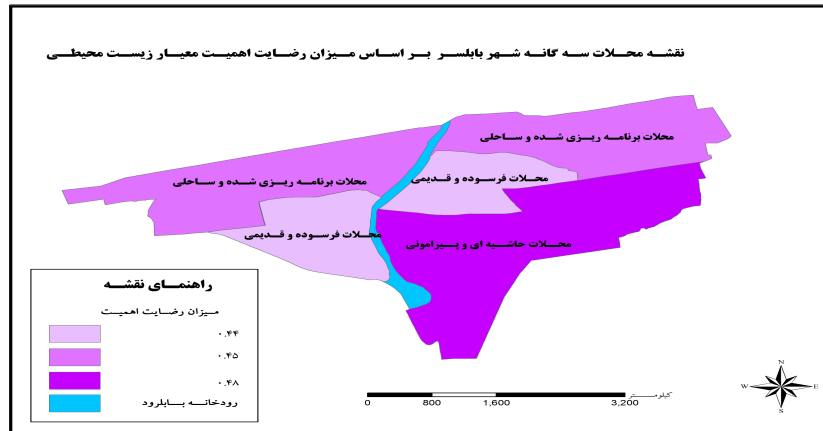 نقشه محلات سه گانه شهر بابلسر بر اساس میزان رضایت اهمیت معیار زیست محیطی
محلات برنامه ریزی شده و ساحلی
محلات فرسوده و قدیمی
محلات برنامه ریزی شده و ساحلی
محلات فرسوده و قدیمی
محلات حاشیه ای و پیرامونی
راهنمای نقشه
میزان رضایت اهمیت
۰.۴۴
۰.۴۵
۰.۴۸
رودخانه بابلرود
N
W E
S
کیلومتر
0 800 1,600 3,200